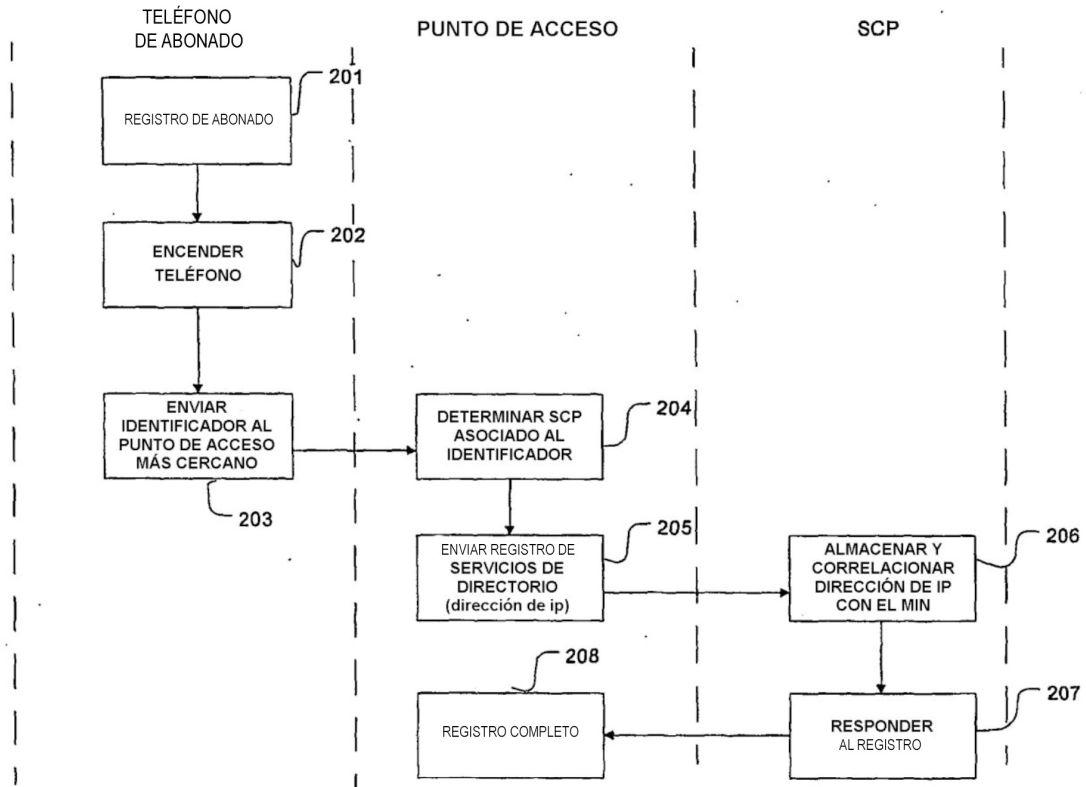 TELÉFONO
DE ABONADO
PUNTO DE ACCESO
SCP
201
REGISTRO DE ABONADO
202
ENCENDER
TELÉFONO
ENVIAR
IDENTIFICADOR AL
PUNTO DE ACCESO
MÁS CERCANO
203
204
DETERMINAR SCP
ASOCIADO AL
IDENTIFICADOR
205
ENVIAR REGISTRO DE
SERVICIOS DE
DIRECTORIO
(dirección de ip)
206
ALMACENAR Y
CORRELACIONAR
DIRECCIÓN DE IP
CON EL MIN
207
RESPONDER
AL REGISTRO
208
REGISTRO COMPLETO